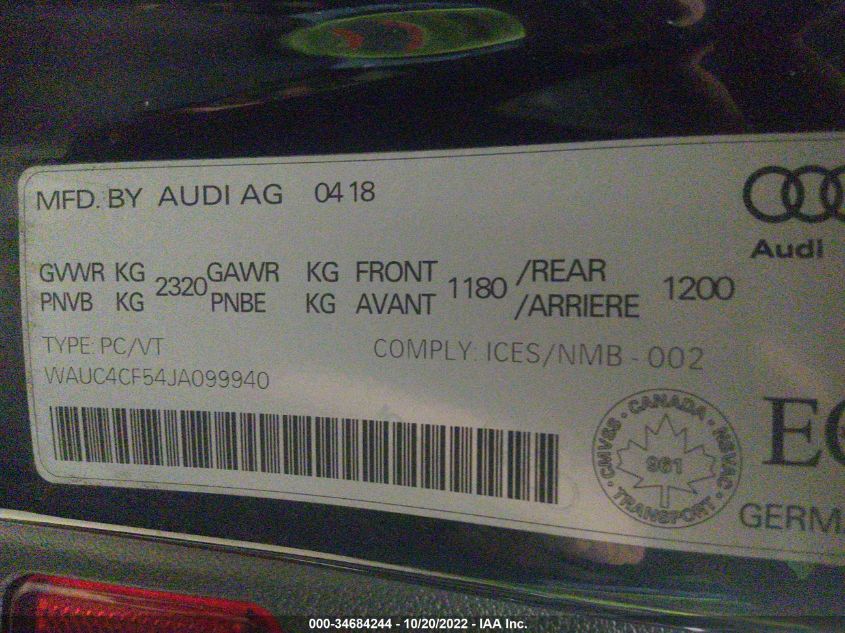 MFD. BY AUDI AG 0418
Audi
GVWR KG 2320 GAWR KG FRONT 1180 /REAR 1200
PNVB KG PNBE KG AVANT /ARRIERE
TYPE: PC/VT COMPLY: ICES/NMB - 002
WAUC4CF54JA099940
CANADA
CMVSS • NSVAC
961
TRANSPORT
000-34684244 - 10/20/2022 - IAA Inc.